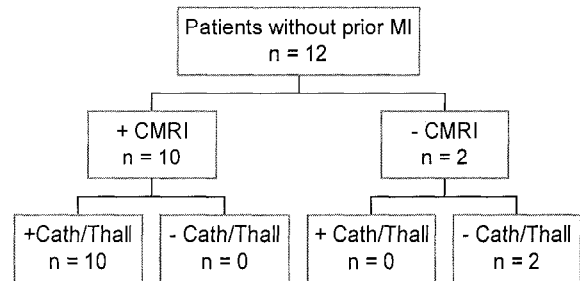 Patients without prior MI
n = 12
+ CMRI
n = 10
- CMRI
n = 2
+Cath/Thall
n = 10
- Cath/Thall
n = 0
+ Cath/Thall
n = 0
- Cath/Thall
n = 2